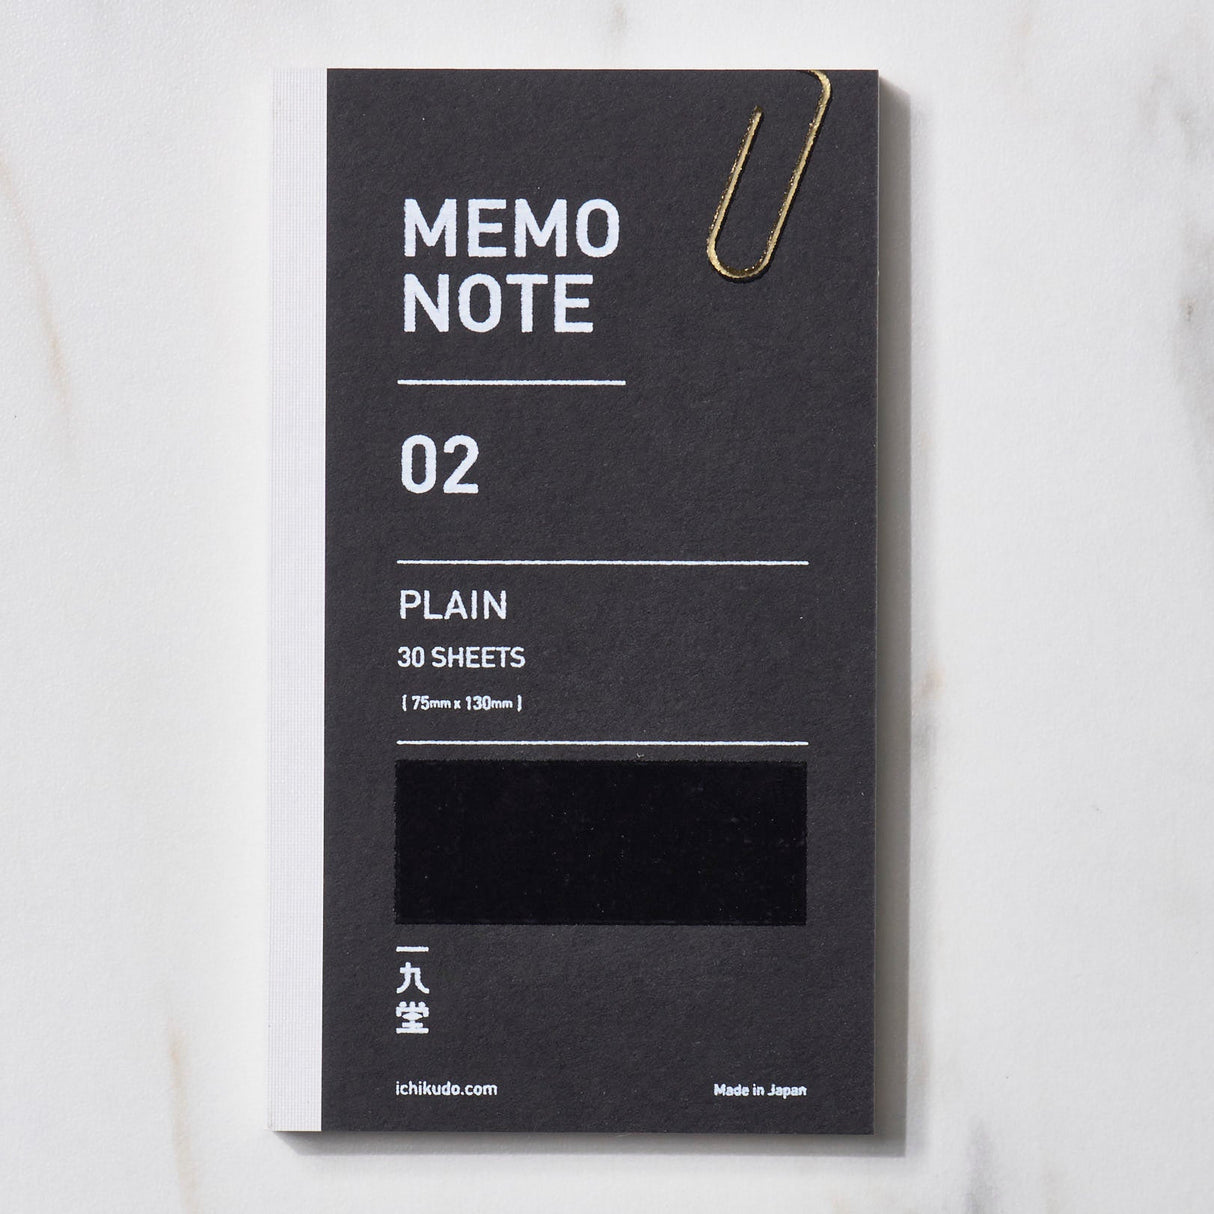 MEMO
NOTE
02
PLAIN
30 SHEETS
( 75mm x 130mm )
一九堂
ichikudo.com
Made in Japan